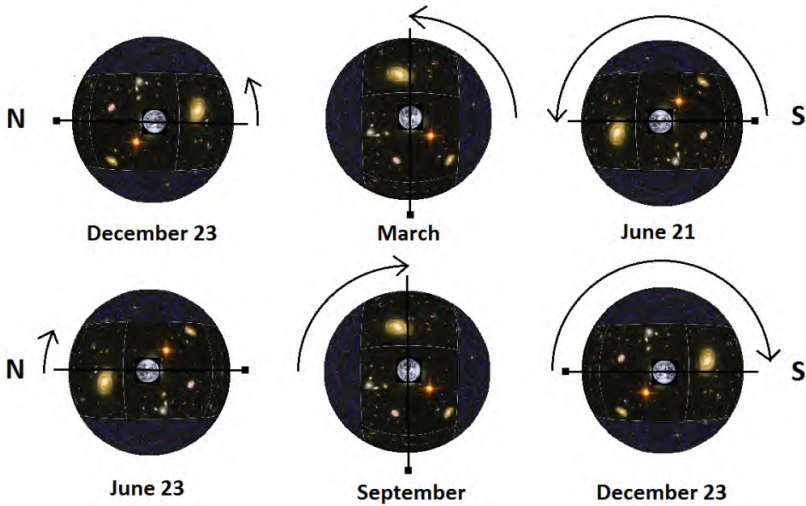 N
S
December 23
March
June 21
N
S
June 23
September
December 23